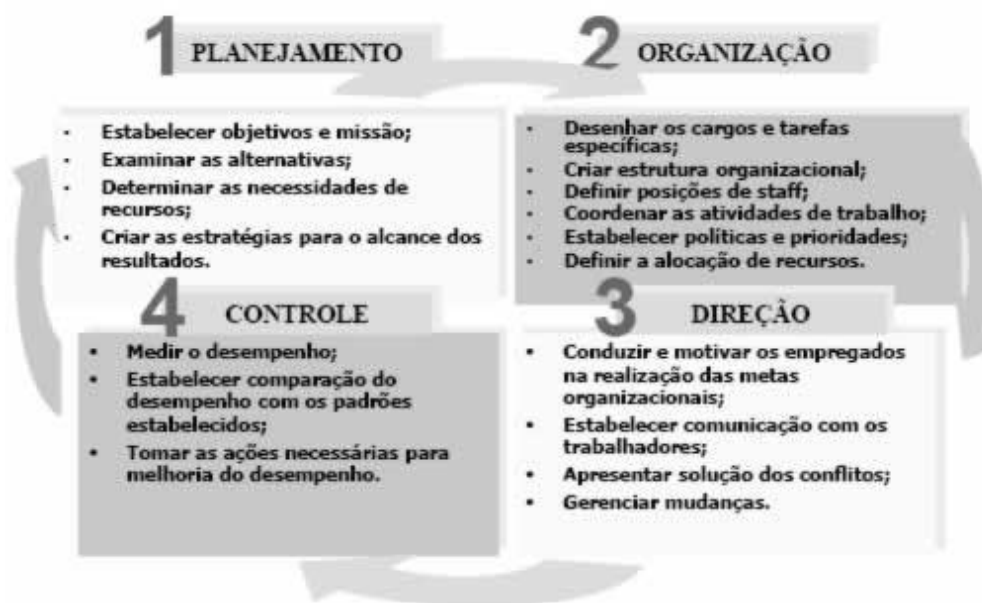 1 PLANEJAMENTO
• Estabelecer objetivos e missão;
• Examinar as alternativas;
• Determinar as necessidades de
recursos;
• Criar as estratégias para o alcance dos
resultados.
2 ORGANIZAÇÃO
• Desenhar os cargos e tarefas
específicas;
• Criar estrutura organizacional;
• Definir posições de staff;
• Coordenar as atividades de trabalho;
• Estabelecer políticas e prioridades;
• Definir a alocação de recursos.
3 DIREÇÃO
• Conduzir e motivar os empregados
na realização das metas
organizacionais;
• Estabelecer comunicação com os
trabalhadores;
• Apresentar solução dos conflitos;
• Gerenciar mudanças.
4 CONTROLE
• Medir o desempenho;
• Estabelecer comparação do
desempenho com os padrões
estabelecidos;
• Tomar as ações necessárias para
melhoria do desempenho.